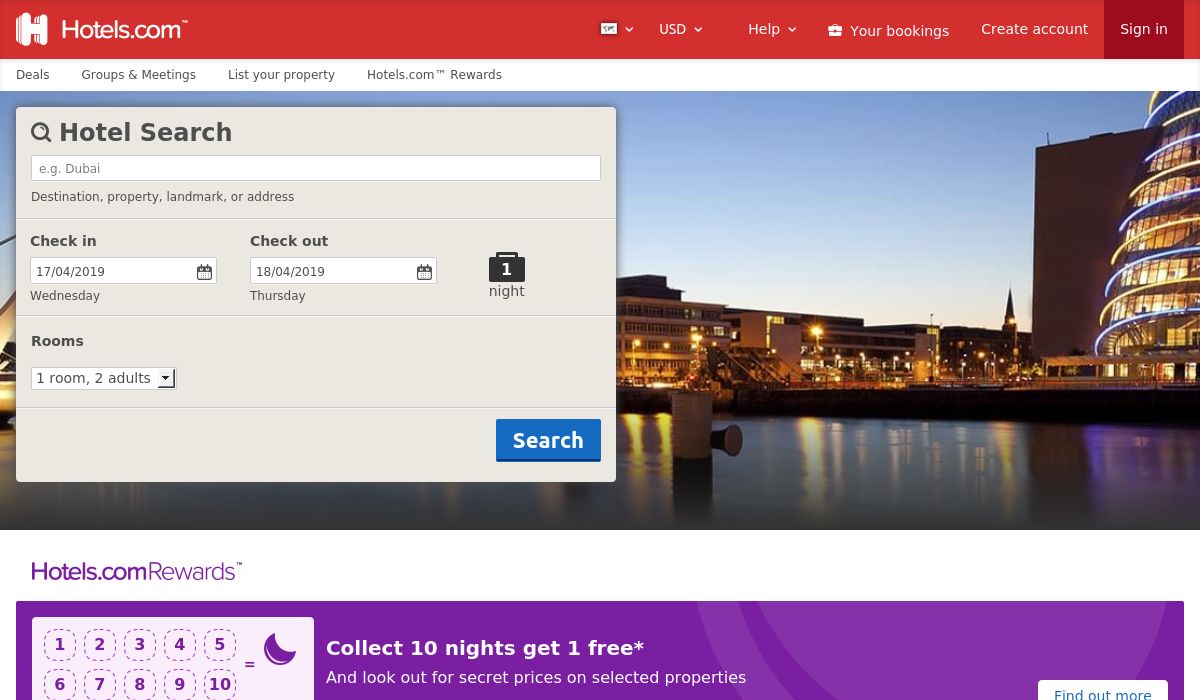 Hotels.com™
USD
Help
Your bookings
Create account
Sign in
Deals
Groups & Meetings
List your property
Hotels.com™ Rewards
Hotel Search
e.g. Dubai
Destination, property, landmark, or address
Check in
Check out
17/04/2019
18/04/2019
1
Wednesday
Thursday
night
Rooms
1 room, 2 adults
Search
Hotels.com Rewards™
1 2 3 4 5
=
6 7 8 9 10
Collect 10 nights get 1 free*
And look out for secret prices on selected properties
Find out more